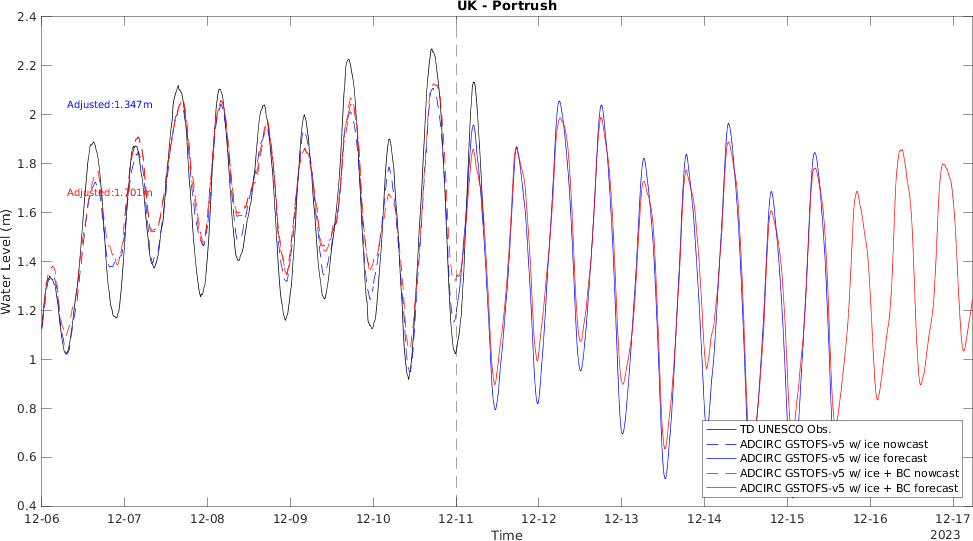 UK - Portrush
2.4
2.2
2
1.8
1.6
1.4
1.2
1
0.8
0.6
0.4
Water Level (m)
Adjusted:1.347m
Adjusted:1.701m
TD UNESCO Obs.
ADCIRC GSTOFS-v5 w/ ice nowcast
ADCIRC GSTOFS-v5 w/ ice forecast
ADCIRC GSTOFS-v5 w/ ice + BC nowcast
ADCIRC GSTOFS-v5 w/ ice + BC forecast
12-06 12-07 12-08 12-09 12-10 12-11 12-12 12-13 12-14 12-15 12-16 12-17
Time
2023